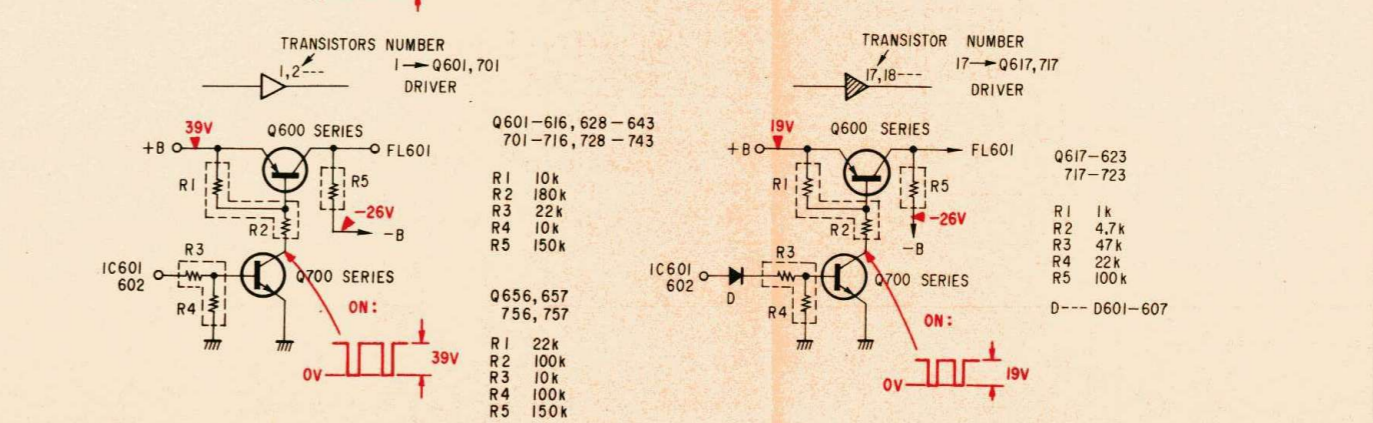 TRANSISTORS NUMBER
1,2---
1 → Q601,701
DRIVER
39V
Q600 SERIES
+B
FL601
R1
R5
-26V
R2
-B
R3
IC601
602
Q700 SERIES
R4
ON:
39V
0V
Q601-616, 628-643
701-716, 728-743
R1 10k
R2 180k
R3 22k
R4 10k
R5 150k
Q656, 657
756, 757
R1 22k
R2 100k
R3 10k
R4 100k
R5 150k
TRANSISTOR NUMBER
17,18---
17 → Q617,717
DRIVER
19V
Q600 SERIES
+B
FL601
R1
R5
-26V
R2
-B
R3
IC601
602
D
Q700 SERIES
R4
ON:
0V
19V
Q617-623
717-723
R1 1k
R2 4.7k
R3 47k
R4 22k
R5 100k
D--- D601-607